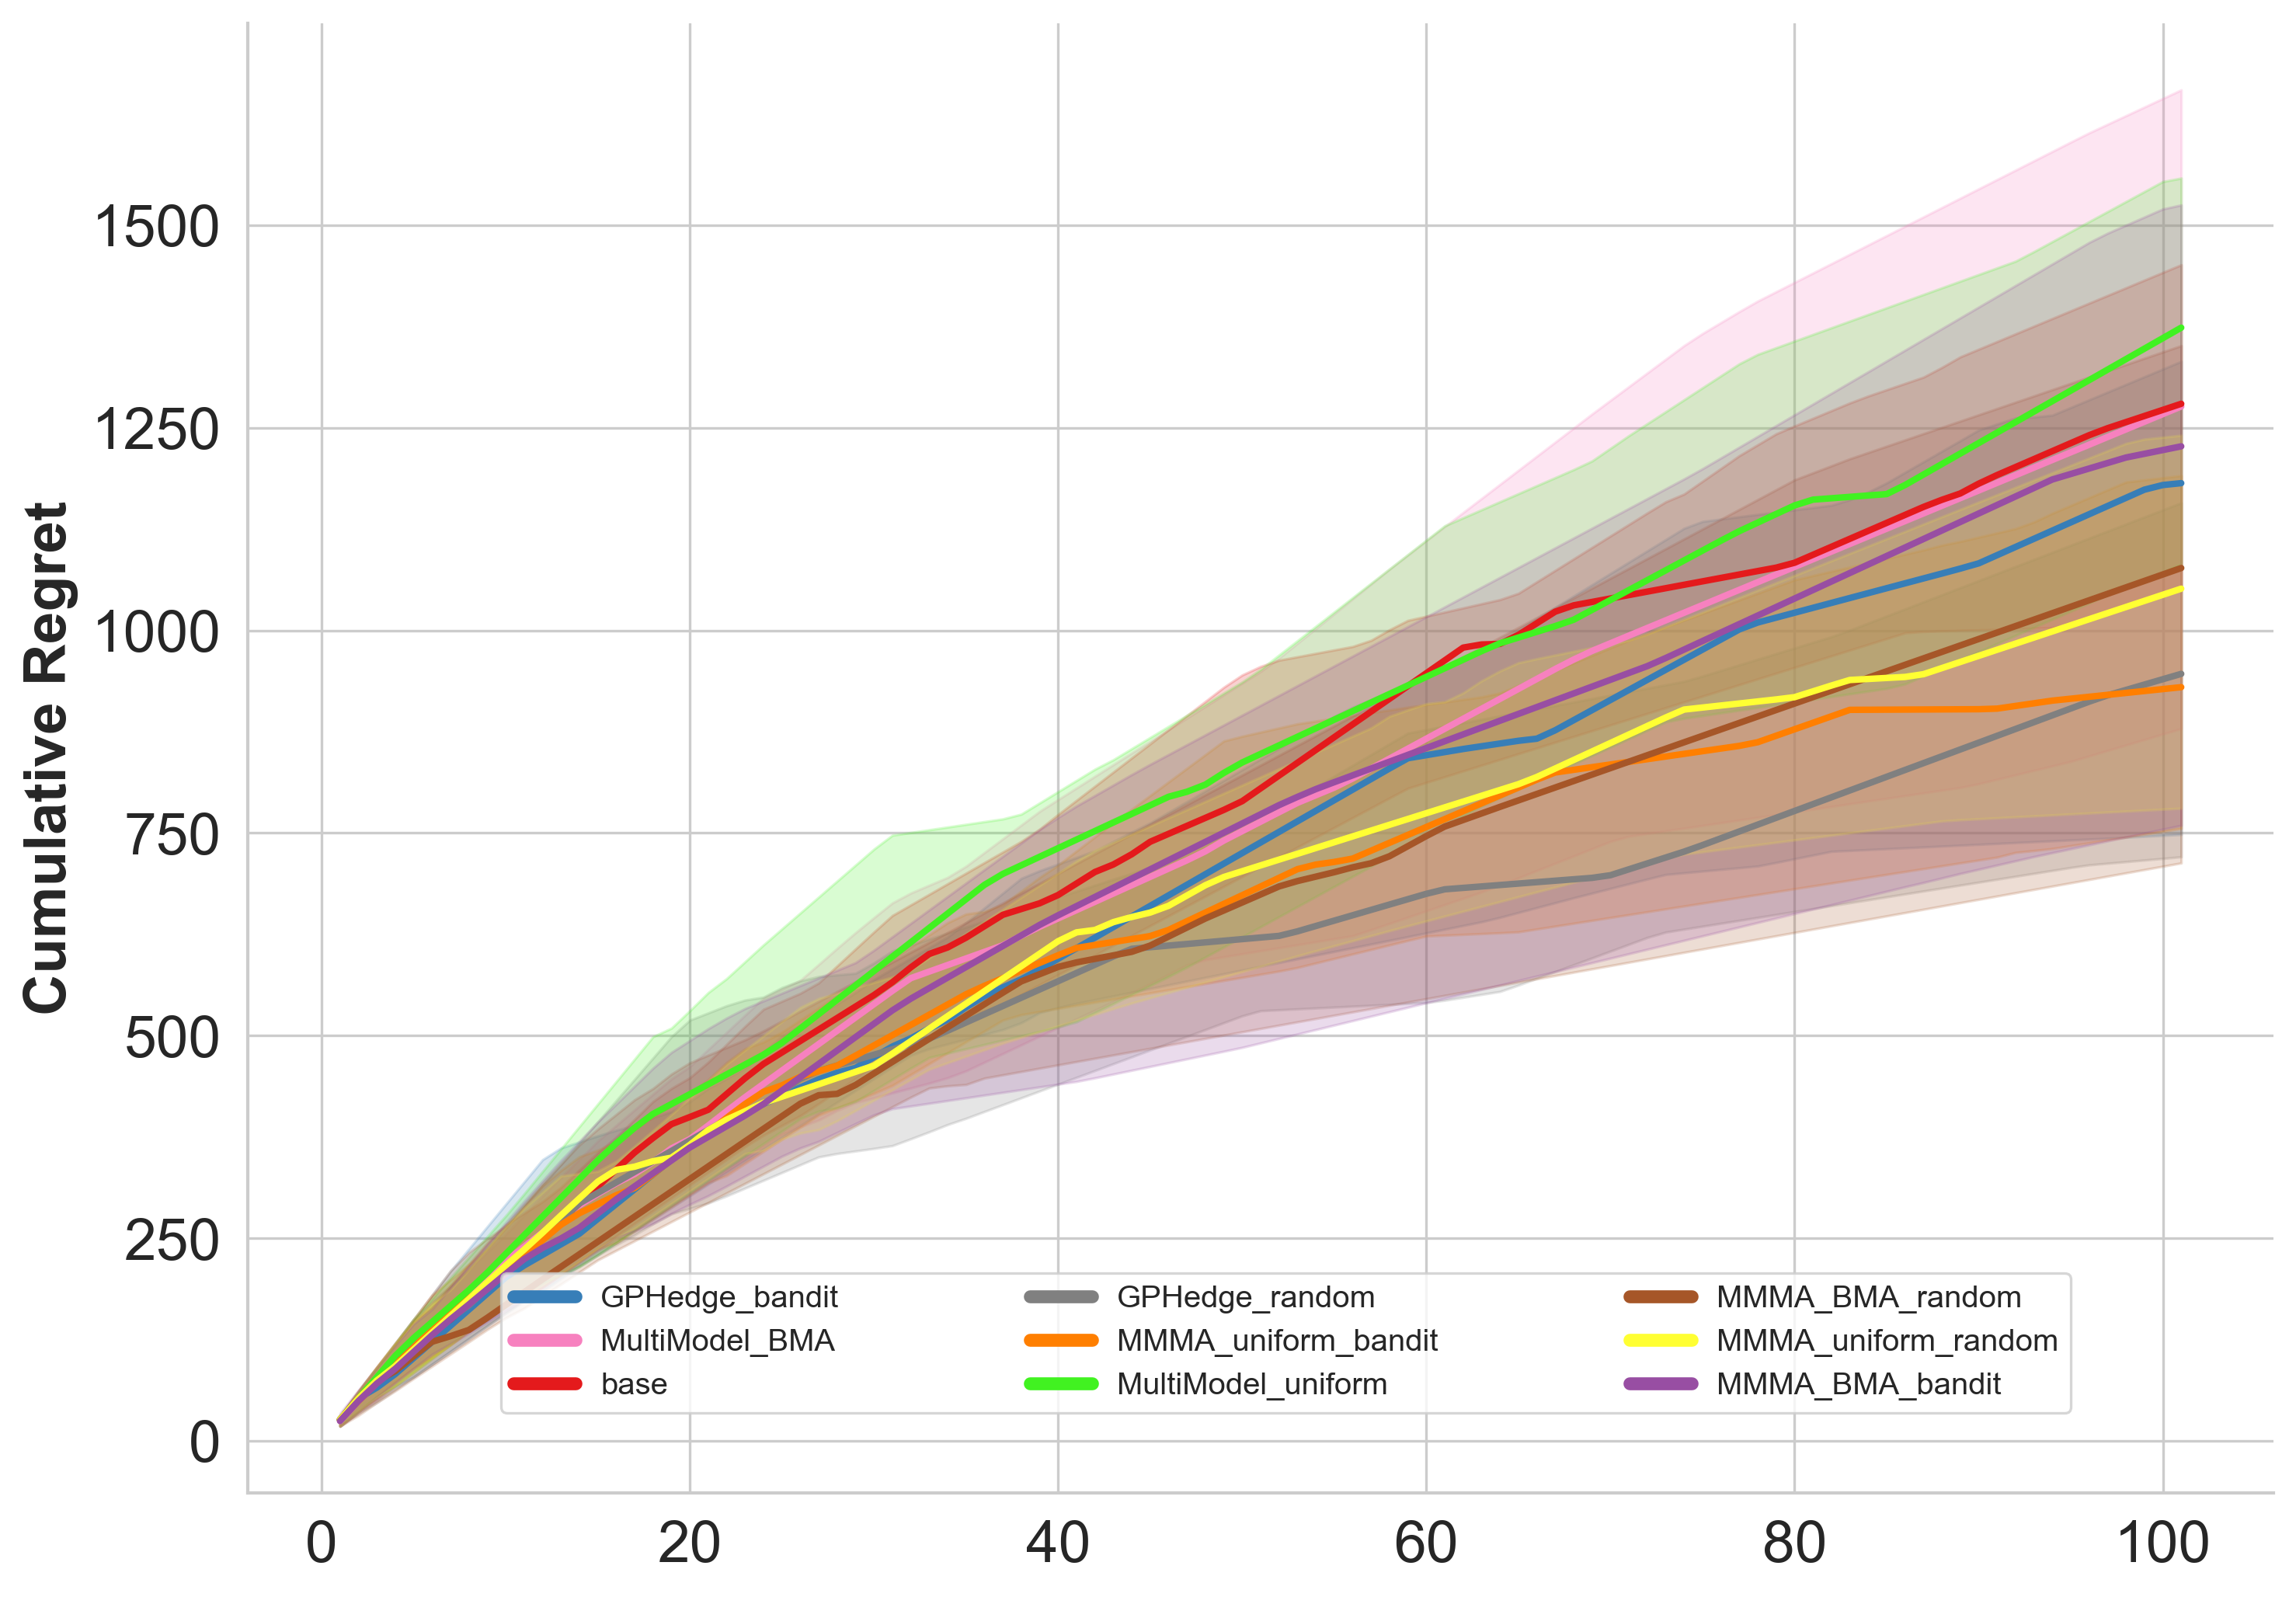 Cumulative Regret
1500
1250
1000
750
500
250
0
0 20 40 60 80 100
GPHedge_bandit GPHedge_random MMMA_BMA_random
MultiModel_BMA MMMA_uniform_bandit MMMA_uniform_random
base MultiModel_uniform MMMA_BMA_bandit